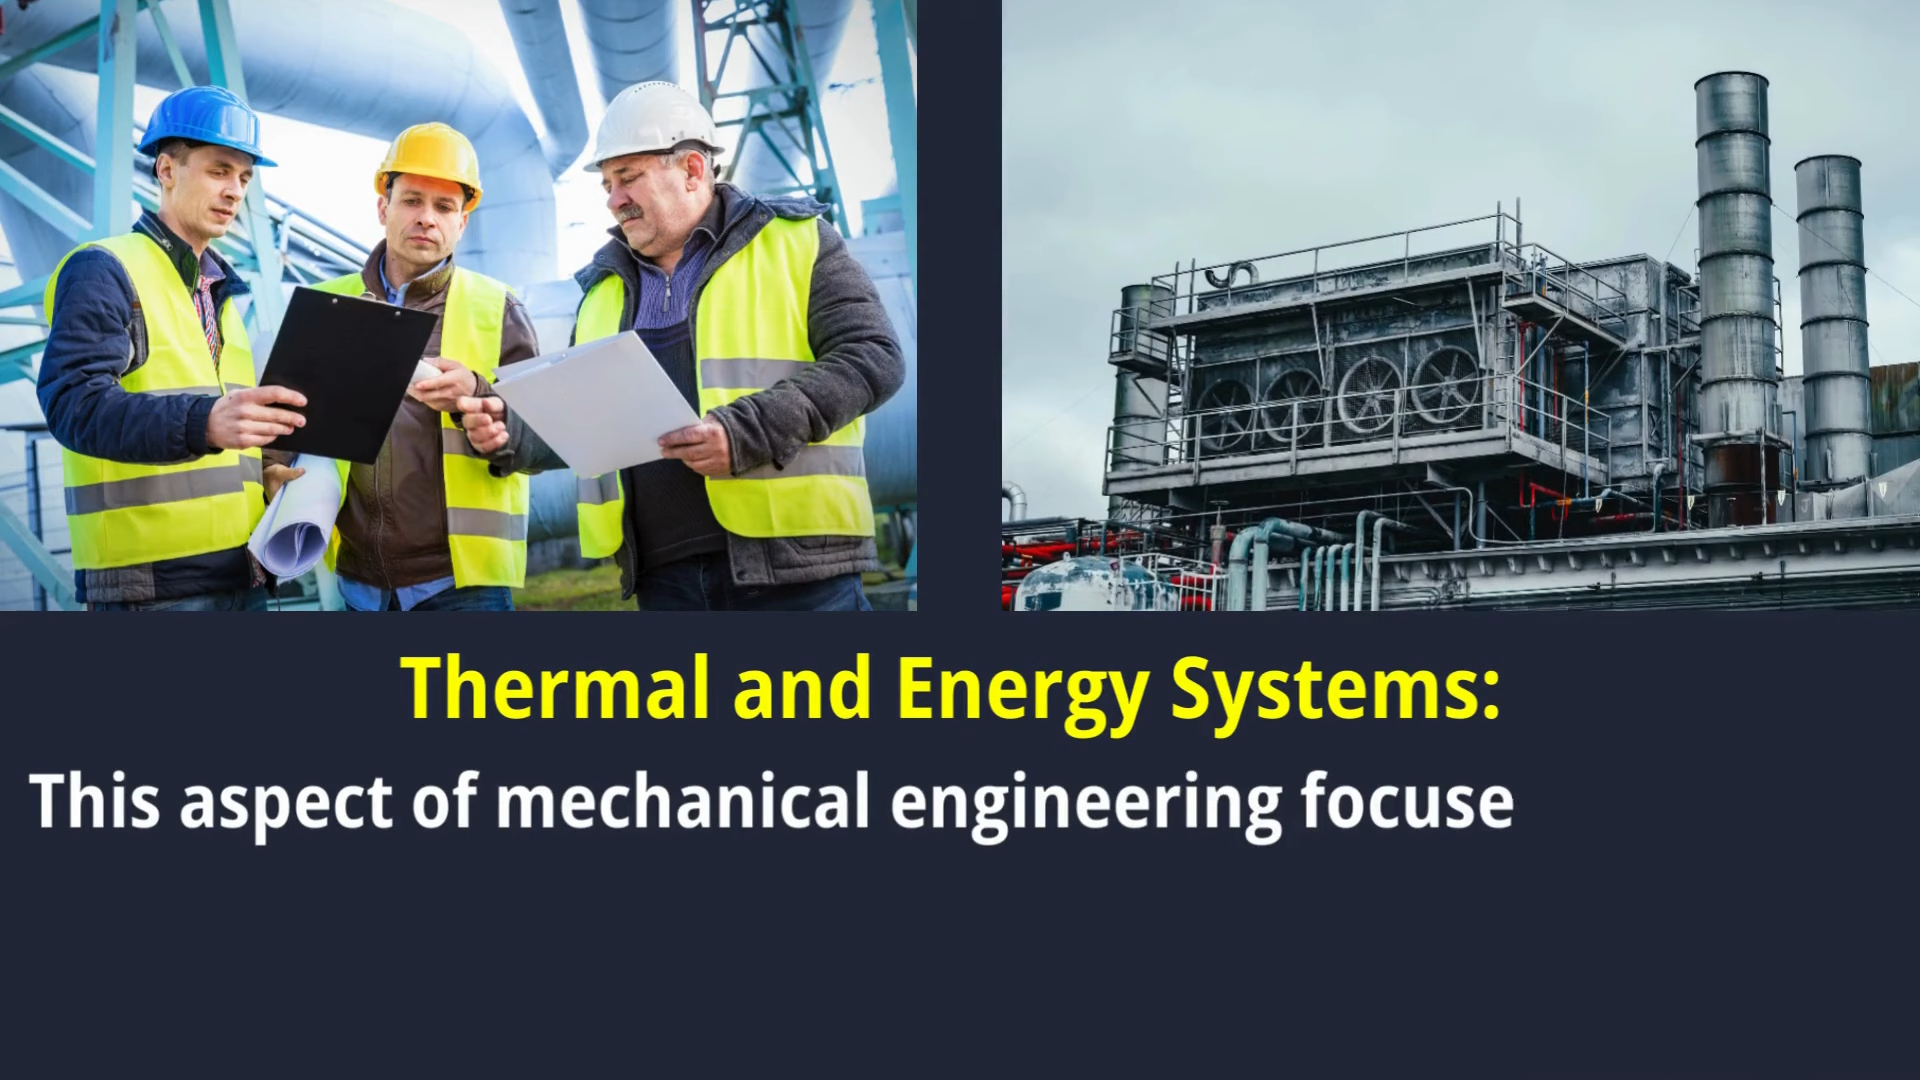 Thermal and Energy Systems:
This aspect of mechanical engineering focuse